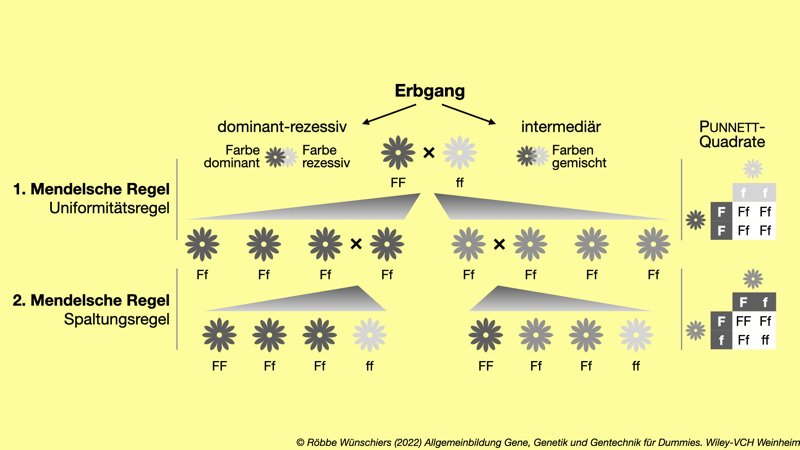 Erbgang
dominant-rezessiv
intermediär
PUNNETT-
Quadrate
Farbe
dominant
Farbe
rezessiv
Farben
gemischt
×
FF
ff
1. Mendelsche Regel
Uniformitätsregel
f f
F Ff Ff
F Ff Ff
× ×
Ff Ff Ff Ff Ff Ff Ff Ff
2. Mendelsche Regel
Spaltungsregel
F f
F FF Ff
f Ff ff
FF Ff Ff ff FF Ff Ff ff
© Röbbe Wünschiers (2022) Allgemeinbildung Gene, Genetik und Gentechnik für Dummies. Wiley-VCH Weinheim